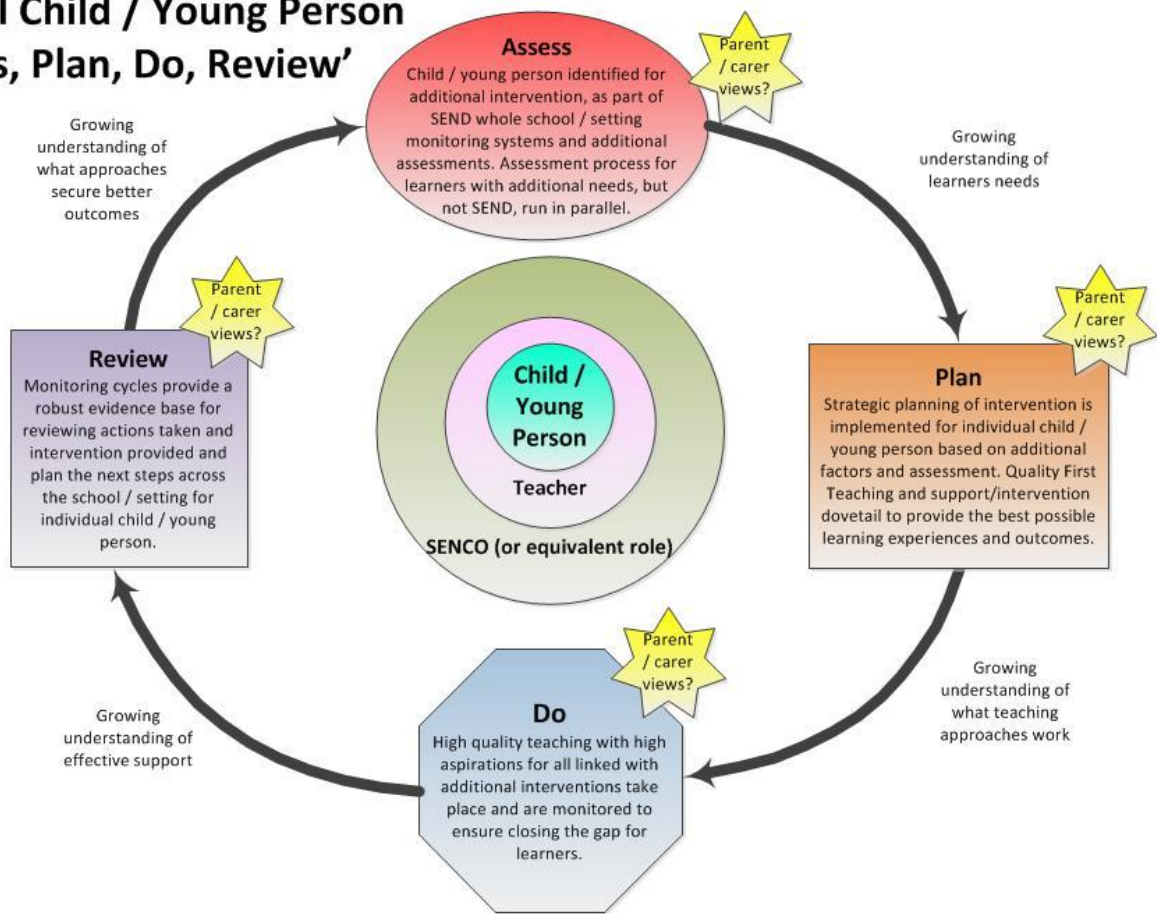 l Child / Young Person
s, Plan, Do, Review’
Assess
Child / young person identified for
additional intervention, as part of
SEND whole school / setting
monitoring systems and additional
assessments. Assessment process for
learners with additional needs, but
not SEND, run in parallel.
Parent
/ carer
views?
Growing
understanding of
what approaches
secure better
outcomes
Growing
understanding of
learners needs
Parent
/ carer
views?
Review
Monitoring cycles provide a
robust evidence base for
reviewing actions taken and
intervention provided and
plan the next steps across
the school / setting for
individual child / young
person.
Child /
Young
Person
Teacher
SENCO (or equivalent role)
Parent
/ carer
views?
Plan
Strategic planning of intervention is
implemented for individual child /
young person based on additional
factors and assessment. Quality First
Teaching and support/intervention
dovetail to provide the best possible
learning experiences and outcomes.
Growing
understanding of
effective support
Parent
/ carer
views?
Do
High quality teaching with high
aspirations for all linked with
additional interventions take
place and are monitored to
ensure closing the gap for
learners.
Growing
understanding of
what teaching
approaches work